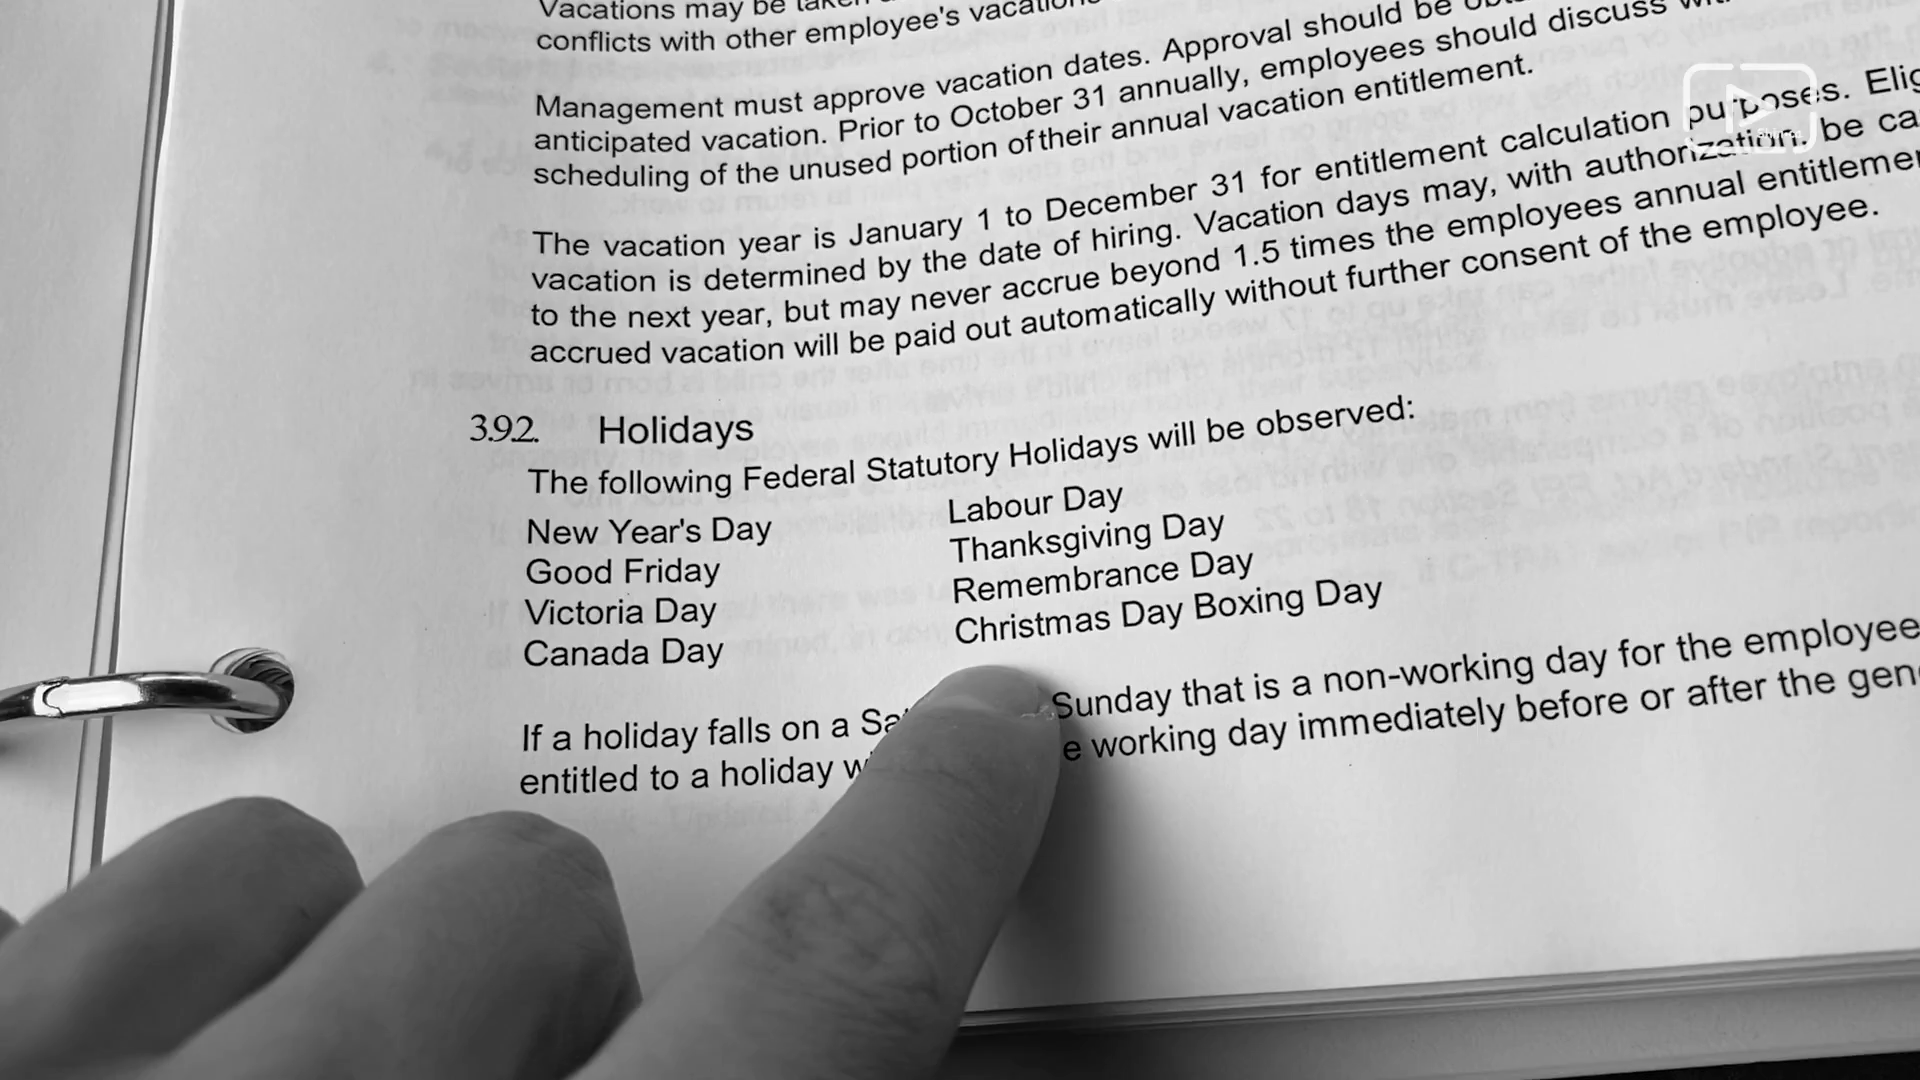 Vacations may be
conflicts with other employee's vacations
Management must approve vacation dates. Approval should be
anticipated vacation. Prior to October 31 annually, employees should discuss
scheduling of the unused portion of their annual vacation entitlement.
The vacation year is January 1 to December 31 for entitlement calculation purposes.
vacation is determined by the date of hiring. Vacation days may, with authorization, be
to the next year, but may never accrue beyond 1.5 times the employees annual
accrued vacation will be paid out automatically without further consent of the employee.
3.9.2. Holidays
The following Federal Statutory Holidays will be observed:
New Year's Day
Good Friday
Victoria Day
Canada Day
Labour Day
Thanksgiving Day
Remembrance Day
Christmas Day Boxing Day
If a holiday falls on a Sunday that is a non-working day for the employee
entitled to a holiday working day immediately before or after the